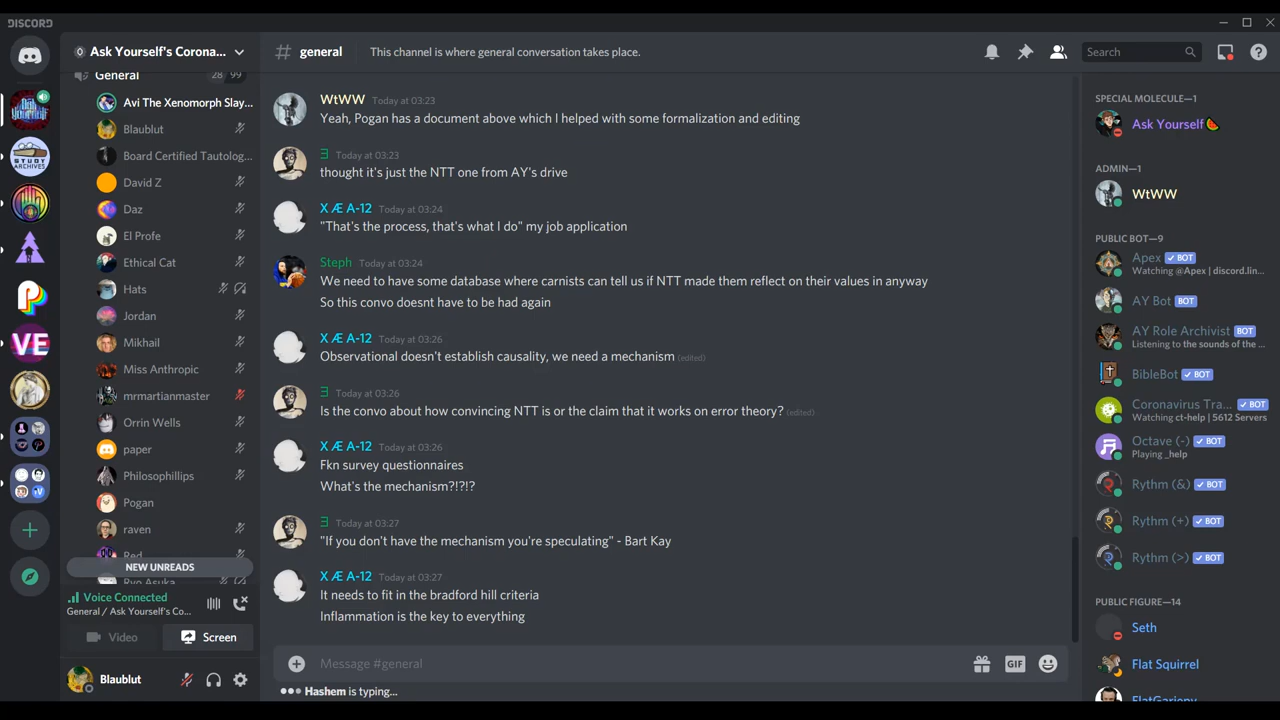 DISCORD
Ask Yourself's Corona...
General
28 99
Avi The Xenomorph Slay...
Blaublut
Board Certified Tautolog...
David Z
Daz
El Profe
Ethical Cat
Hats
Jordan
Mikhail
Miss Anthropic
mrmartianmaster
Orrin Wells
paper
Philosophillips
Pogan
raven
Red
NEW UNREADS
Ryo Asuka
Voice Connected
General / Ask Yourself's Co...
Video
Screen
Blaublut
# general
This channel is where general conversation takes place.
Search
WtWW Today at 03:23
Yeah, Pogan has a document above which I helped with some formalization and editing
∃ Today at 03:23
thought it's just the NTT one from AY's drive
X Æ A-12 Today at 03:24
"That's the process, that's what I do" my job application
Steph Today at 03:24
We need to have some database where carnists can tell us if NTT made them reflect on their values in anyway
So this convo doesnt have to be had again
X Æ A-12 Today at 03:26
Observational doesn't establish causality, we need a mechanism (edited)
∃ Today at 03:26
Is the convo about how convincing NTT is or the claim that it works on error theory? (edited)
X Æ A-12 Today at 03:26
Fkn survey questionnaires
What's the mechanism?!?!?
∃ Today at 03:27
"If you don't have the mechanism you're speculating" - Bart Kay
X Æ A-12 Today at 03:27
It needs to fit in the bradford hill criteria
Inflammation is the key to everything
Message #general
GIF
Hashem is typing...
SPECIAL MOLECULE—1
Ask Yourself🍉
ADMIN—1
WtWW
PUBLIC BOT—9
Apex ✓ BOT
Watching @Apex | discord.lin...
AY Bot BOT
AY Role Archivist BOT
Listening to the sounds of the ...
BibleBot ✓ BOT
Coronavirus Tra... ✓ BOT
Watching ct-help | 5612 Servers
Octave (-) ✓ BOT
Playing _help
Rythm (&) ✓ BOT
Rythm (+) ✓ BOT
Rythm (>) ✓ BOT
PUBLIC FIGURE—14
Seth
Flat Squirrel